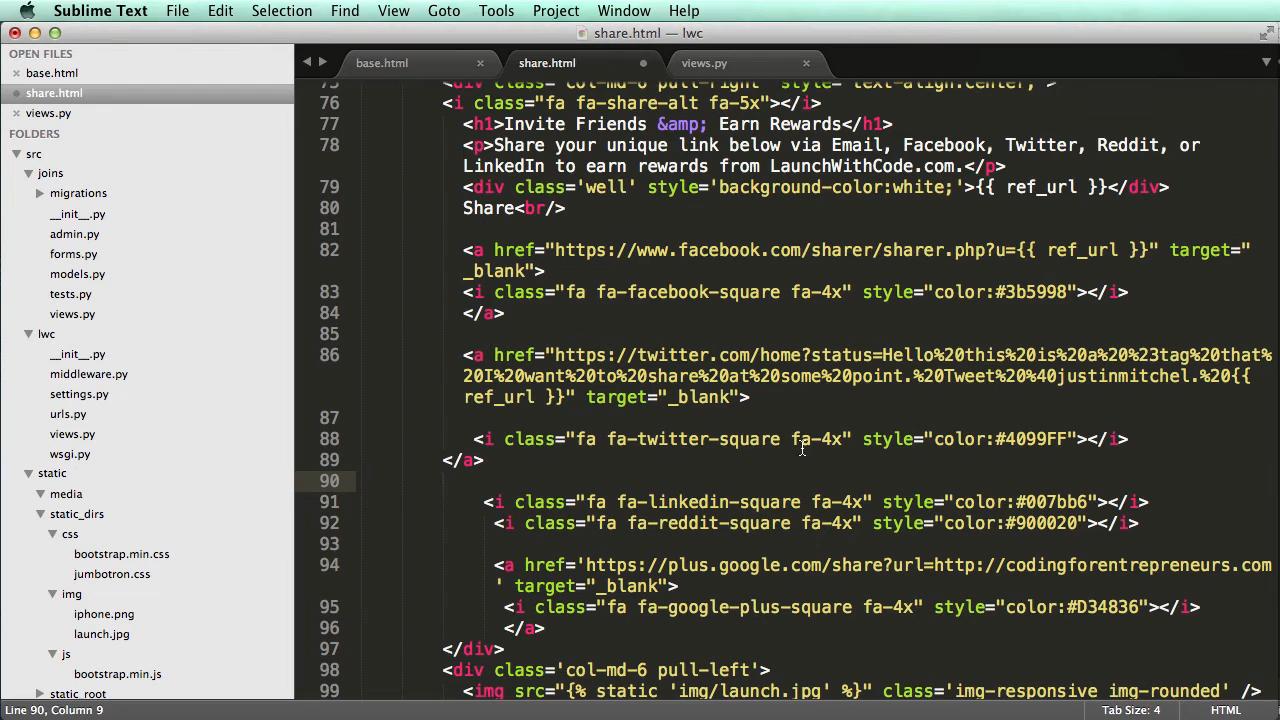 Sublime Text File Edit Selection Find View Goto Tools Project Window Help
share.html — lwc
OPEN FILES
base.html
share.html
views.py
FOLDERS
src
joins
migrations
__init__.py
admin.py
forms.py
models.py
tests.py
views.py
lwc
__init__.py
middleware.py
settings.py
urls.py
views.py
wsgi.py
static
media
static_dirs
css
bootstrap.min.css
jumbotron.css
img
iphone.png
launch.jpg
js
bootstrap.min.js
static_root
base.html share.html views.py
75 <div class="col-md-6 pull-right" style="text-align:center;">
76 <i class="fa fa-share-alt fa-5x"></i>
77 <h1>Invite Friends &amp; Earn Rewards</h1>
78 <p>Share your unique link below via Email, Facebook, Twitter, Reddit, or
LinkedIn to earn rewards from LaunchWithCode.com.</p>
79 <div class='well' style='background-color:white;'>{{ ref_url }}</div>
80 Share<br/>
81
82 <a href="https://www.facebook.com/sharer/sharer.php?u={{ ref_url }}" target="
_blank">
83 <i class="fa fa-facebook-square fa-4x" style="color:#3b5998"></i>
84 </a>
85
86 <a href="https://twitter.com/home?status=Hello%20this%20is%20a%20%23tag%20that%
20I%20want%20to%20share%20at%20some%20point.%20Tweet%20%40justinmitchel.%20{{
ref_url }}" target="_blank">
87
88 <i class="fa fa-twitter-square fa-4x" style="color:#4099FF"></i>
89 </a>
90
91 <i class="fa fa-linkedin-square fa-4x" style="color:#007bb6"></i>
92 <i class="fa fa-reddit-square fa-4x" style="color:#900020"></i>
93
94 <a href='https://plus.google.com/share?url=http://codingforentrepreneurs.com
' target="_blank">
95 <i class="fa fa-google-plus-square fa-4x" style="color:#D34836"></i>
96 </a>
97 </div>
98 <div class='col-md-6 pull-left'>
99 <img src="{% static 'img/launch.jpg' %}" class='img-responsive img-rounded' />
Line 90, Column 9 Tab Size: 4 HTML